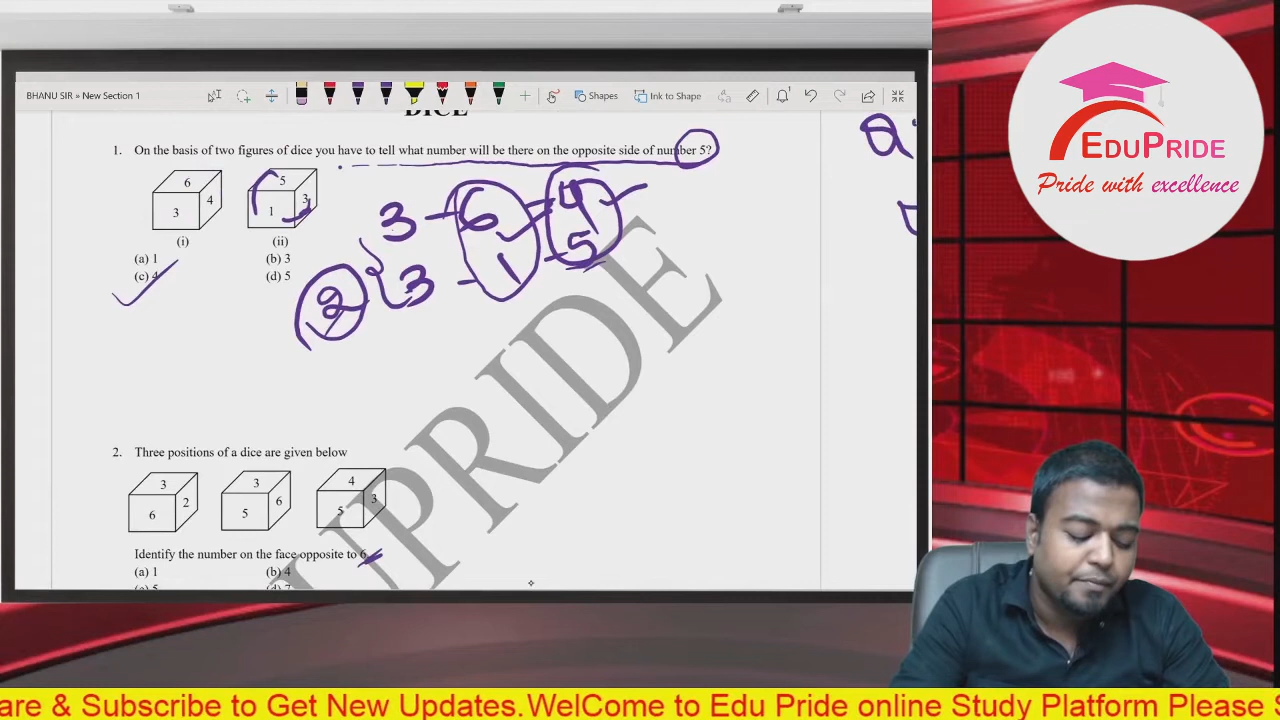 BHANU SIR » New Section 1
Shapes
Ink to Shape
DICE
1. On the basis of two figures of dice you have to tell what number will be there on the opposite side of number 5?
6
4
3
5
3
1
(i)
(ii)
(a) 1
(b) 3
(c) 4
(d) 5
3 - 6 - 4
3 - 1 - 5
2
2. Three positions of a dice are given below
3
2
6
3
6
5
4
3
5
Identify the number on the face opposite to 6
(a) 1
(b) 4
(c) 5
(d) 7
UPRIDE
EDUPRIDE
Pride with excellence
are & Subscribe to Get New Updates.WelCome to Edu Pride online Study Platform Please S